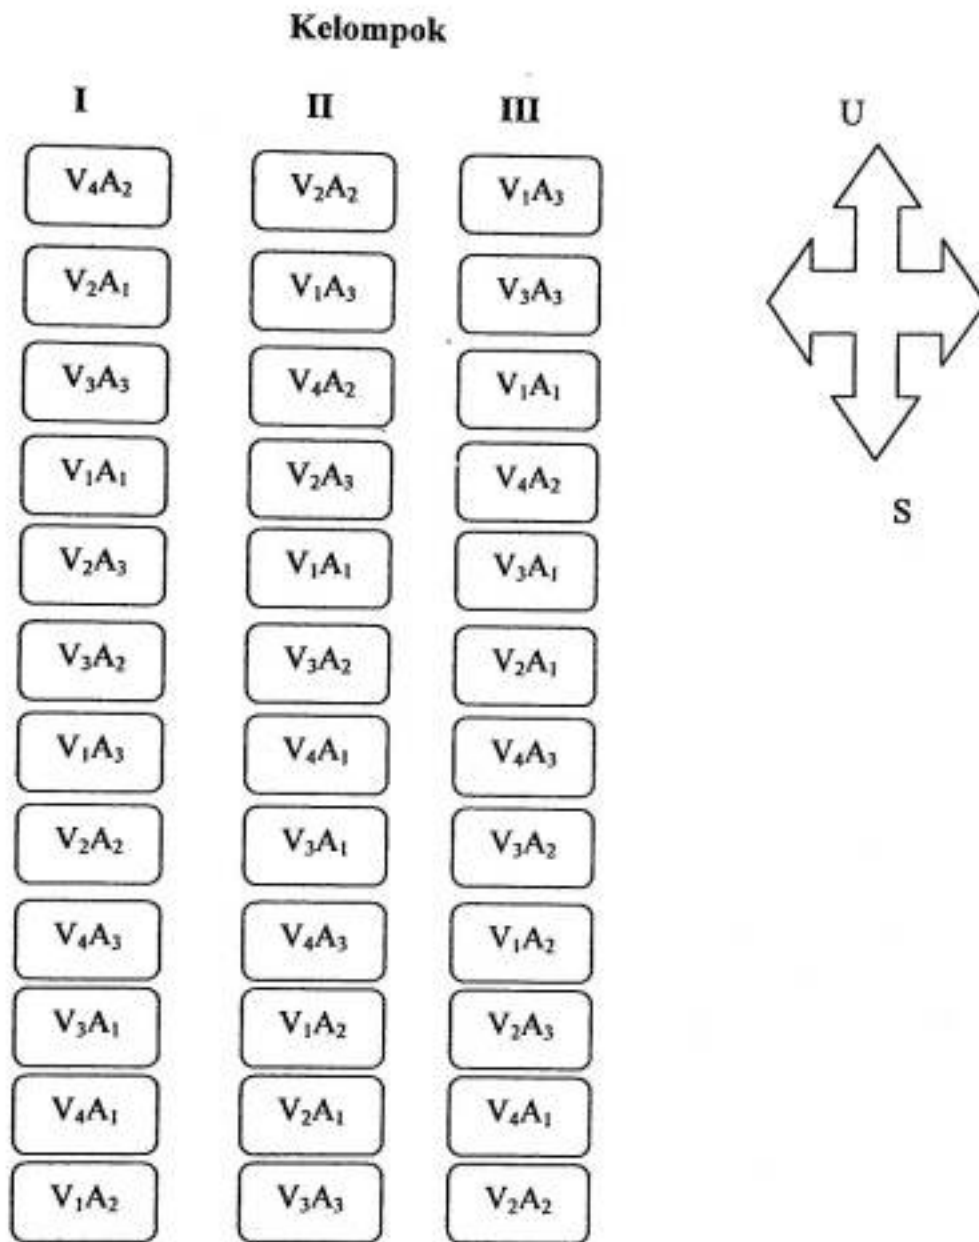 Kelompok
I II III U
V₄A₂ V₂A₂ V₁A₃
V₂A₁ V₁A₃ V₃A₃
V₃A₃ V₄A₂ V₁A₁
V₁A₁ V₂A₃ V₄A₂
S
V₂A₃ V₁A₁ V₃A₁
V₃A₂ V₃A₂ V₂A₁
V₁A₃ V₄A₁ V₄A₃
V₂A₂ V₃A₁ V₃A₂
V₄A₃ V₄A₃ V₁A₂
V₃A₁ V₁A₂ V₂A₃
V₄A₁ V₂A₁ V₄A₁
V₁A₂ V₃A₃ V₂A₂